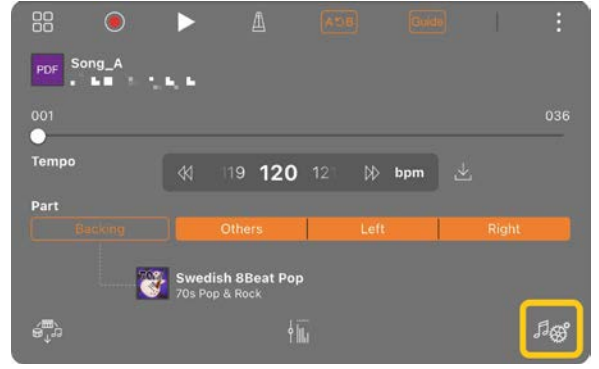 A B Guide
PDF Song_A
001 036
Tempo 119 120 12 bpm
Part
Backing Others Left Right
Swedish 8Beat Pop
70s Pop & Rock